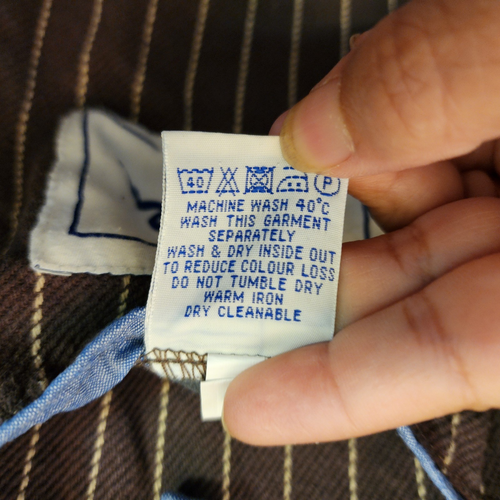 40 P
MACHINE WASH 40°C
WASH THIS GARMENT
SEPARATELY
WASH & DRY INSIDE OUT
TO REDUCE COLOUR LOSS
DO NOT TUMBLE DRY
WARM IRON
DRY CLEANABLE